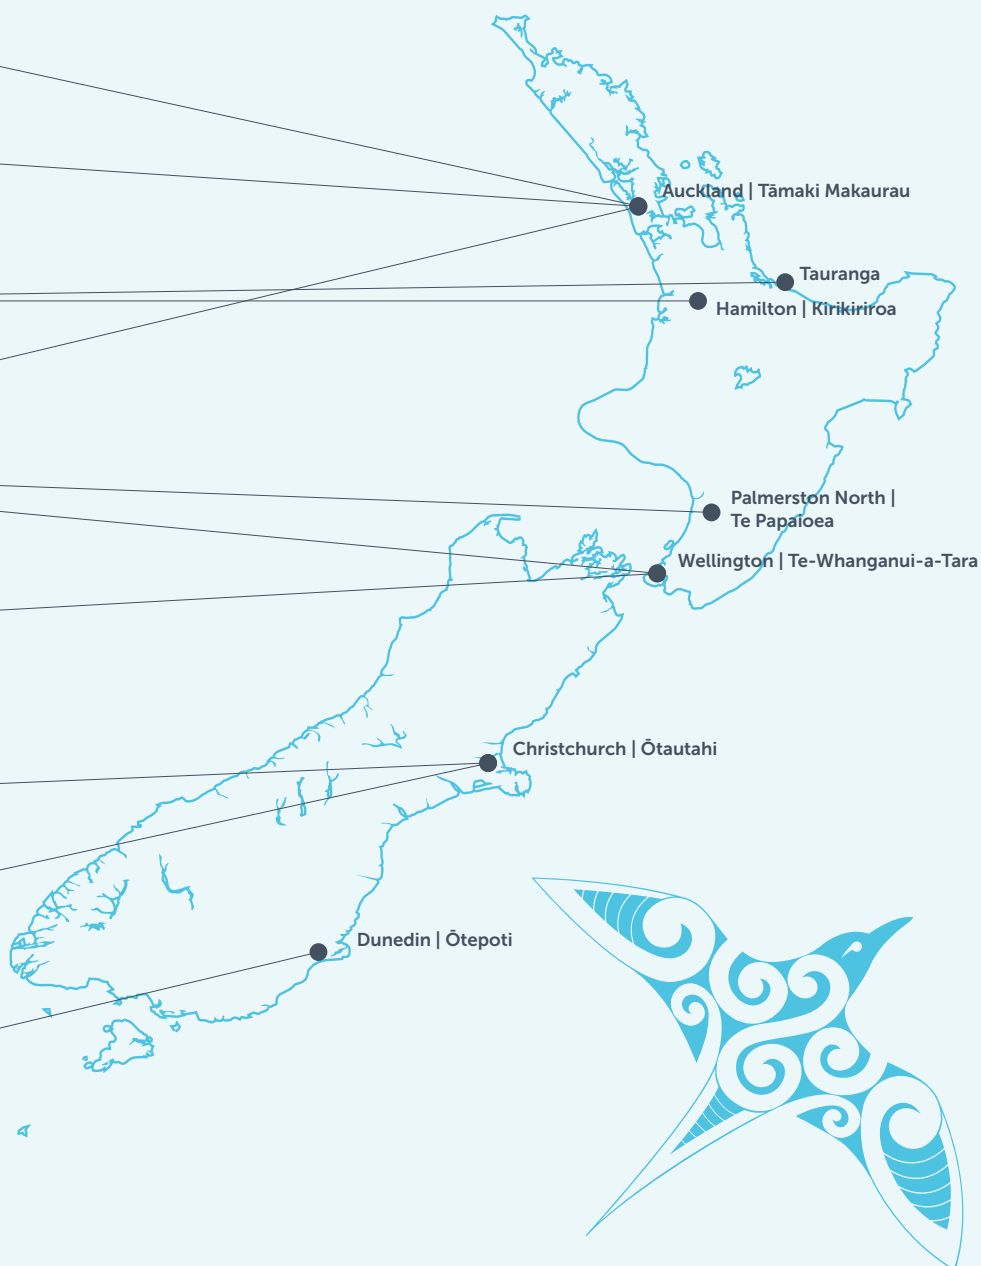 Auckland | Tāmaki Makaurau
Tauranga
Hamilton | Kirikiriroa
Palmerston North |
Te Papaioea
Wellington | Te-Whanganui-a-Tara
Christchurch | Ōtautahi
Dunedin | Ōtepoti